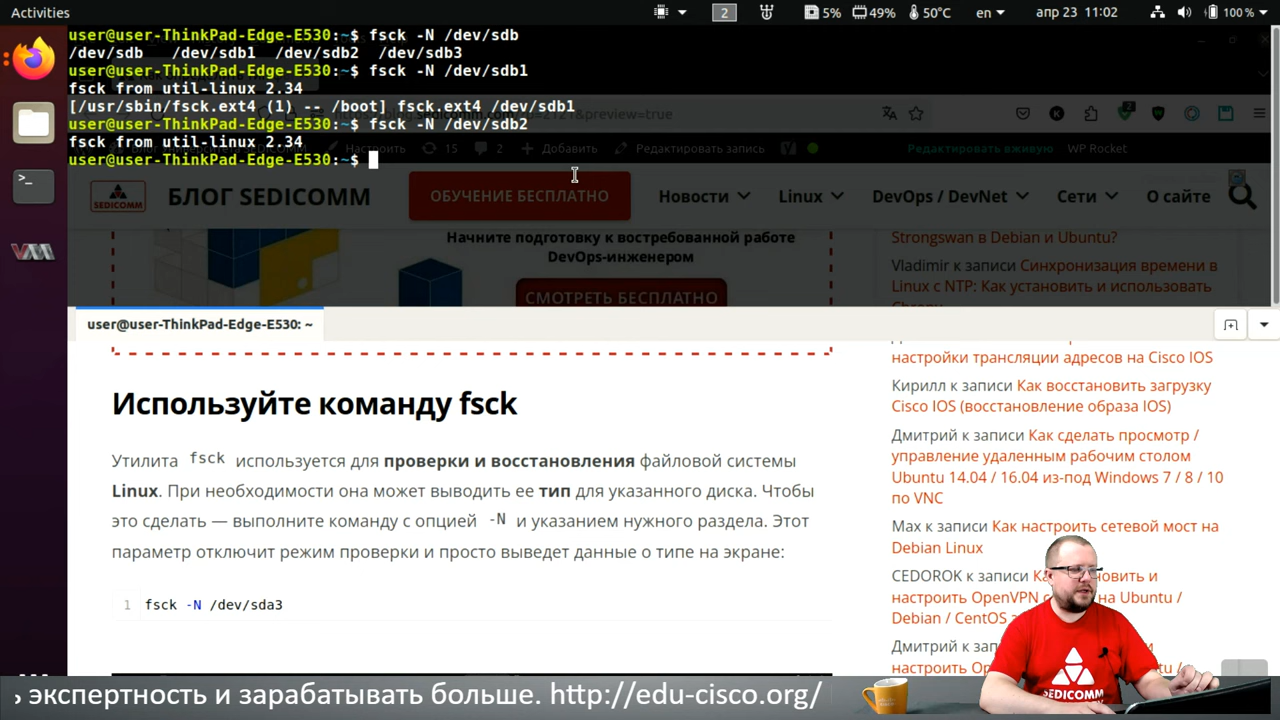 Activities
2
5%
49%
50°C
en
апр 23 11:02
100 %
user@user-ThinkPad-Edge-E530:~$ fsck -N /dev/sdb
/dev/sdb /dev/sdb1 /dev/sdb2 /dev/sdb3
user@user-ThinkPad-Edge-E530:~$ fsck -N /dev/sdb1
fsck from util-linux 2.34
[/usr/sbin/fsck.ext4 (1) -- /boot] fsck.ext4 /dev/sdb1
user@user-ThinkPad-Edge-E530:~$ fsck -N /dev/sdb2
fsck from util-linux 2.34
user@user-ThinkPad-Edge-E530:~$
&preview=true
Настроить
15
2
Добавить
Редактировать запись
Редактировать вживую
WP Rocket
SEDICOMM
БЛОГ SEDICOMM
ОБУЧЕНИЕ БЕСПЛАТНО
Новости
Linux
DevOps / DevNet
Сети
О сайте
Начните подготовку к востребованной работе
DevOps-инженером
СМОТРЕТЬ БЕСПЛАТНО
Strongswan в Debian и Ubuntu?
Vladimir к записи Синхронизация времени в
Linux с NTP: Как установить и использовать
user@user-ThinkPad-Edge-E530: ~
настройки трансляции адресов на Cisco IOS
Кирилл к записи Как восстановить загрузку
Cisco IOS (восстановление образа IOS)
Дмитрий к записи Как сделать просмотр /
управление удаленным рабочим столом
Ubuntu 14.04 / 16.04 из-под Windows 7 / 8 / 10
по VNC
Max к записи Как настроить сетевой мост на
Debian Linux
CEDOROK к записи
настроить OpenVPN
на Ubuntu /
Debian / CentOS
Дмитрий к
настроить
Ubuntu /
Используйте команду fsck
Утилита fsck используется для проверки и восстановления файловой системы
Linux. При необходимости она может выводить ее тип для указанного диска. Чтобы
это сделать — выполните команду с опцией -N и указанием нужного раздела. Этот
параметр отключит режим проверки и просто выведет данные о типе на экране:
1 fsck -N /dev/sda3
SEDICOMM
экспертность и зарабатывать больше. http://edu-cisco.org/